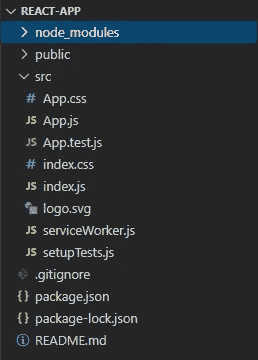 REACT-APP
node_modules
public
src
# App.css
JS App.js
JS App.test.js
# index.css
JS index.js
logo.svg
JS serviceWorker.js
JS setupTests.js
.gitignore
{} package.json
{} package-lock.json
README.md